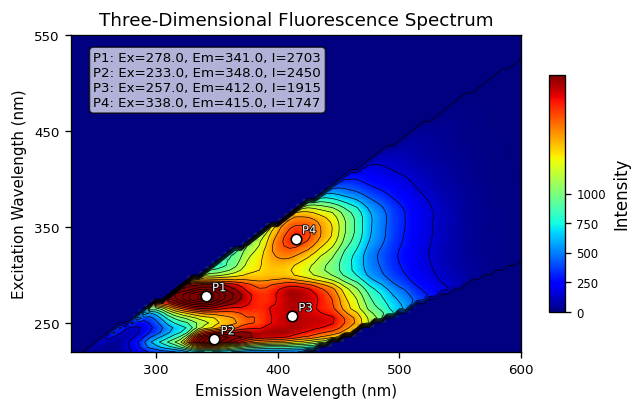 Three-Dimensional Fluorescence Spectrum
550
450
350
250
Excitation Wavelength (nm)
P1: Ex=278.0, Em=341.0, I=2703
P2: Ex=233.0, Em=348.0, I=2450
P3: Ex=257.0, Em=412.0, I=1915
P4: Ex=338.0, Em=415.0, I=1747
P4
P1
P3
P2
300
400
500
600
Emission Wavelength (nm)
1000
750
500
250
0
Intensity